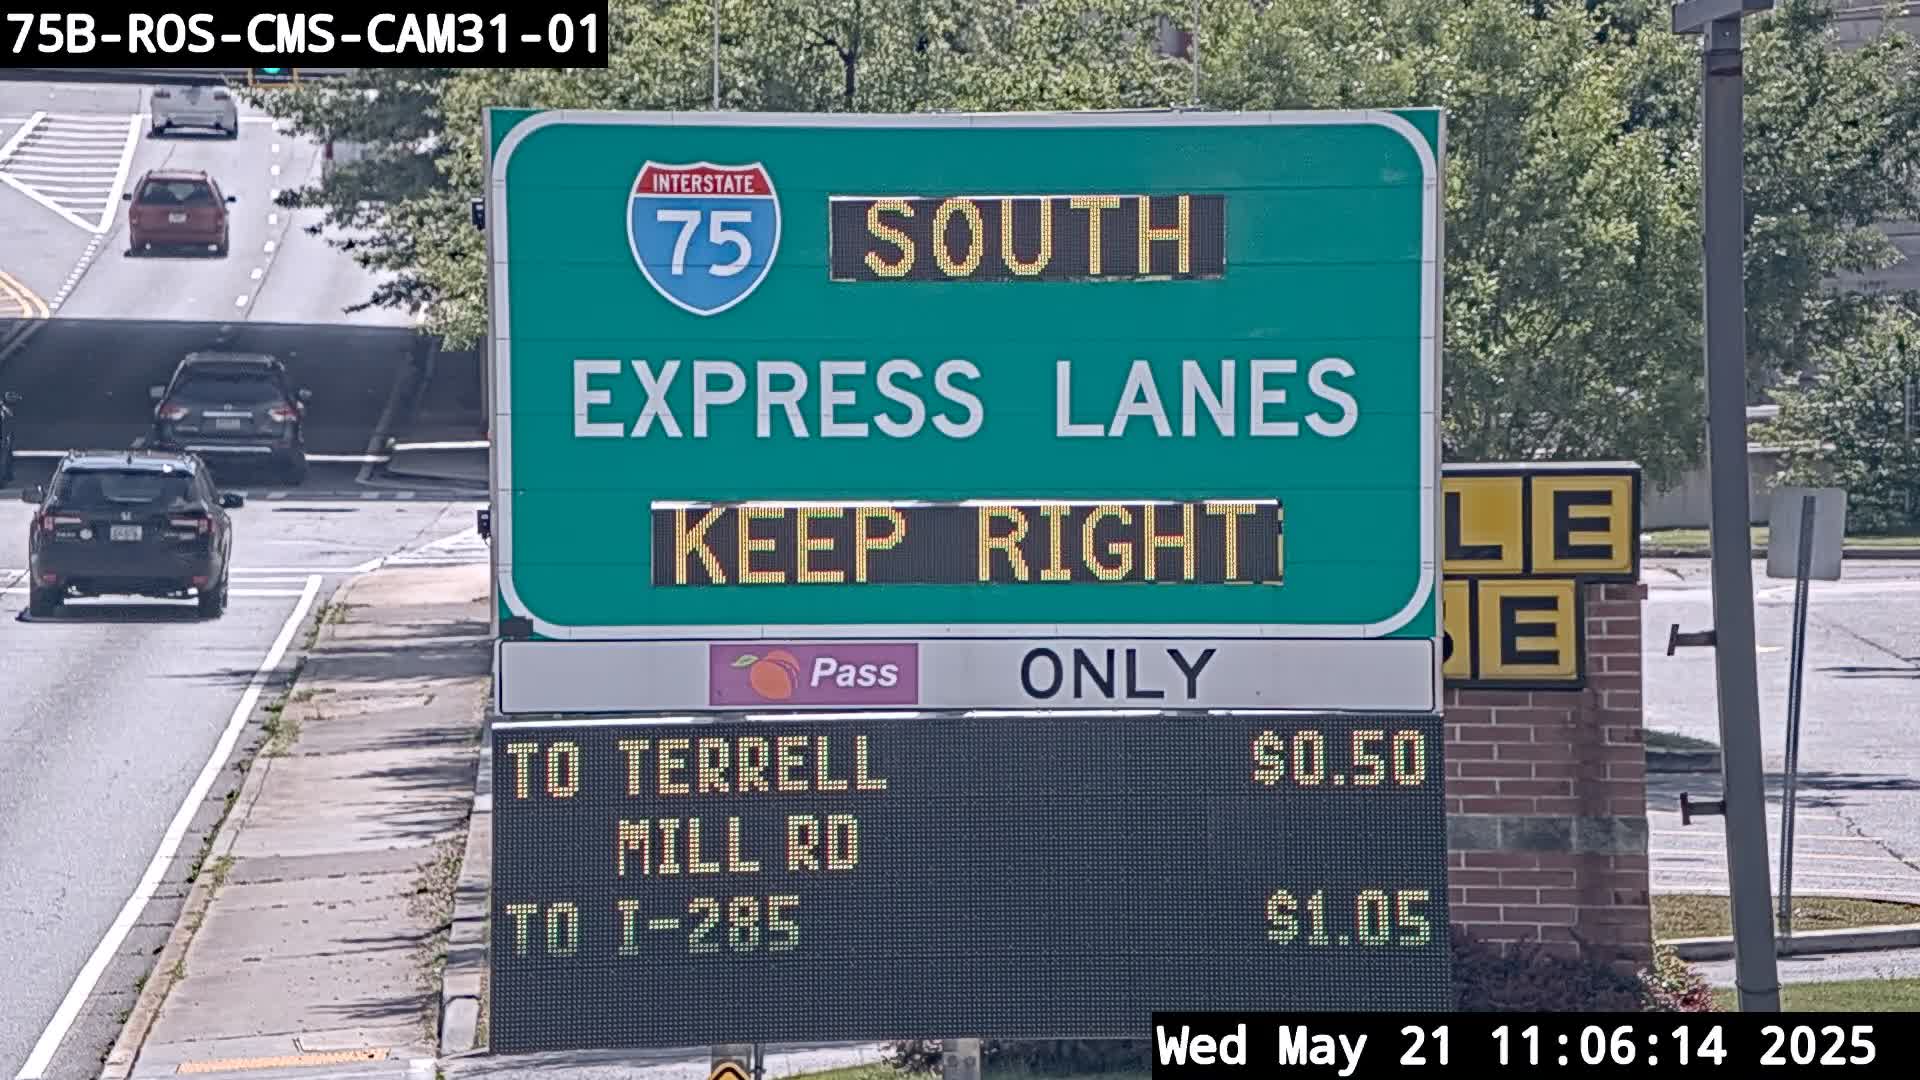 75B-ROS-CMS-CAM31-01
INTERSTATE
75
SOUTH
EXPRESS LANES
KEEP RIGHT
LE
E
Pass ONLY
TO TERRELL $0.50
MILL RD
TO I-285 $1.05
Wed May 21 11:06:14 2025